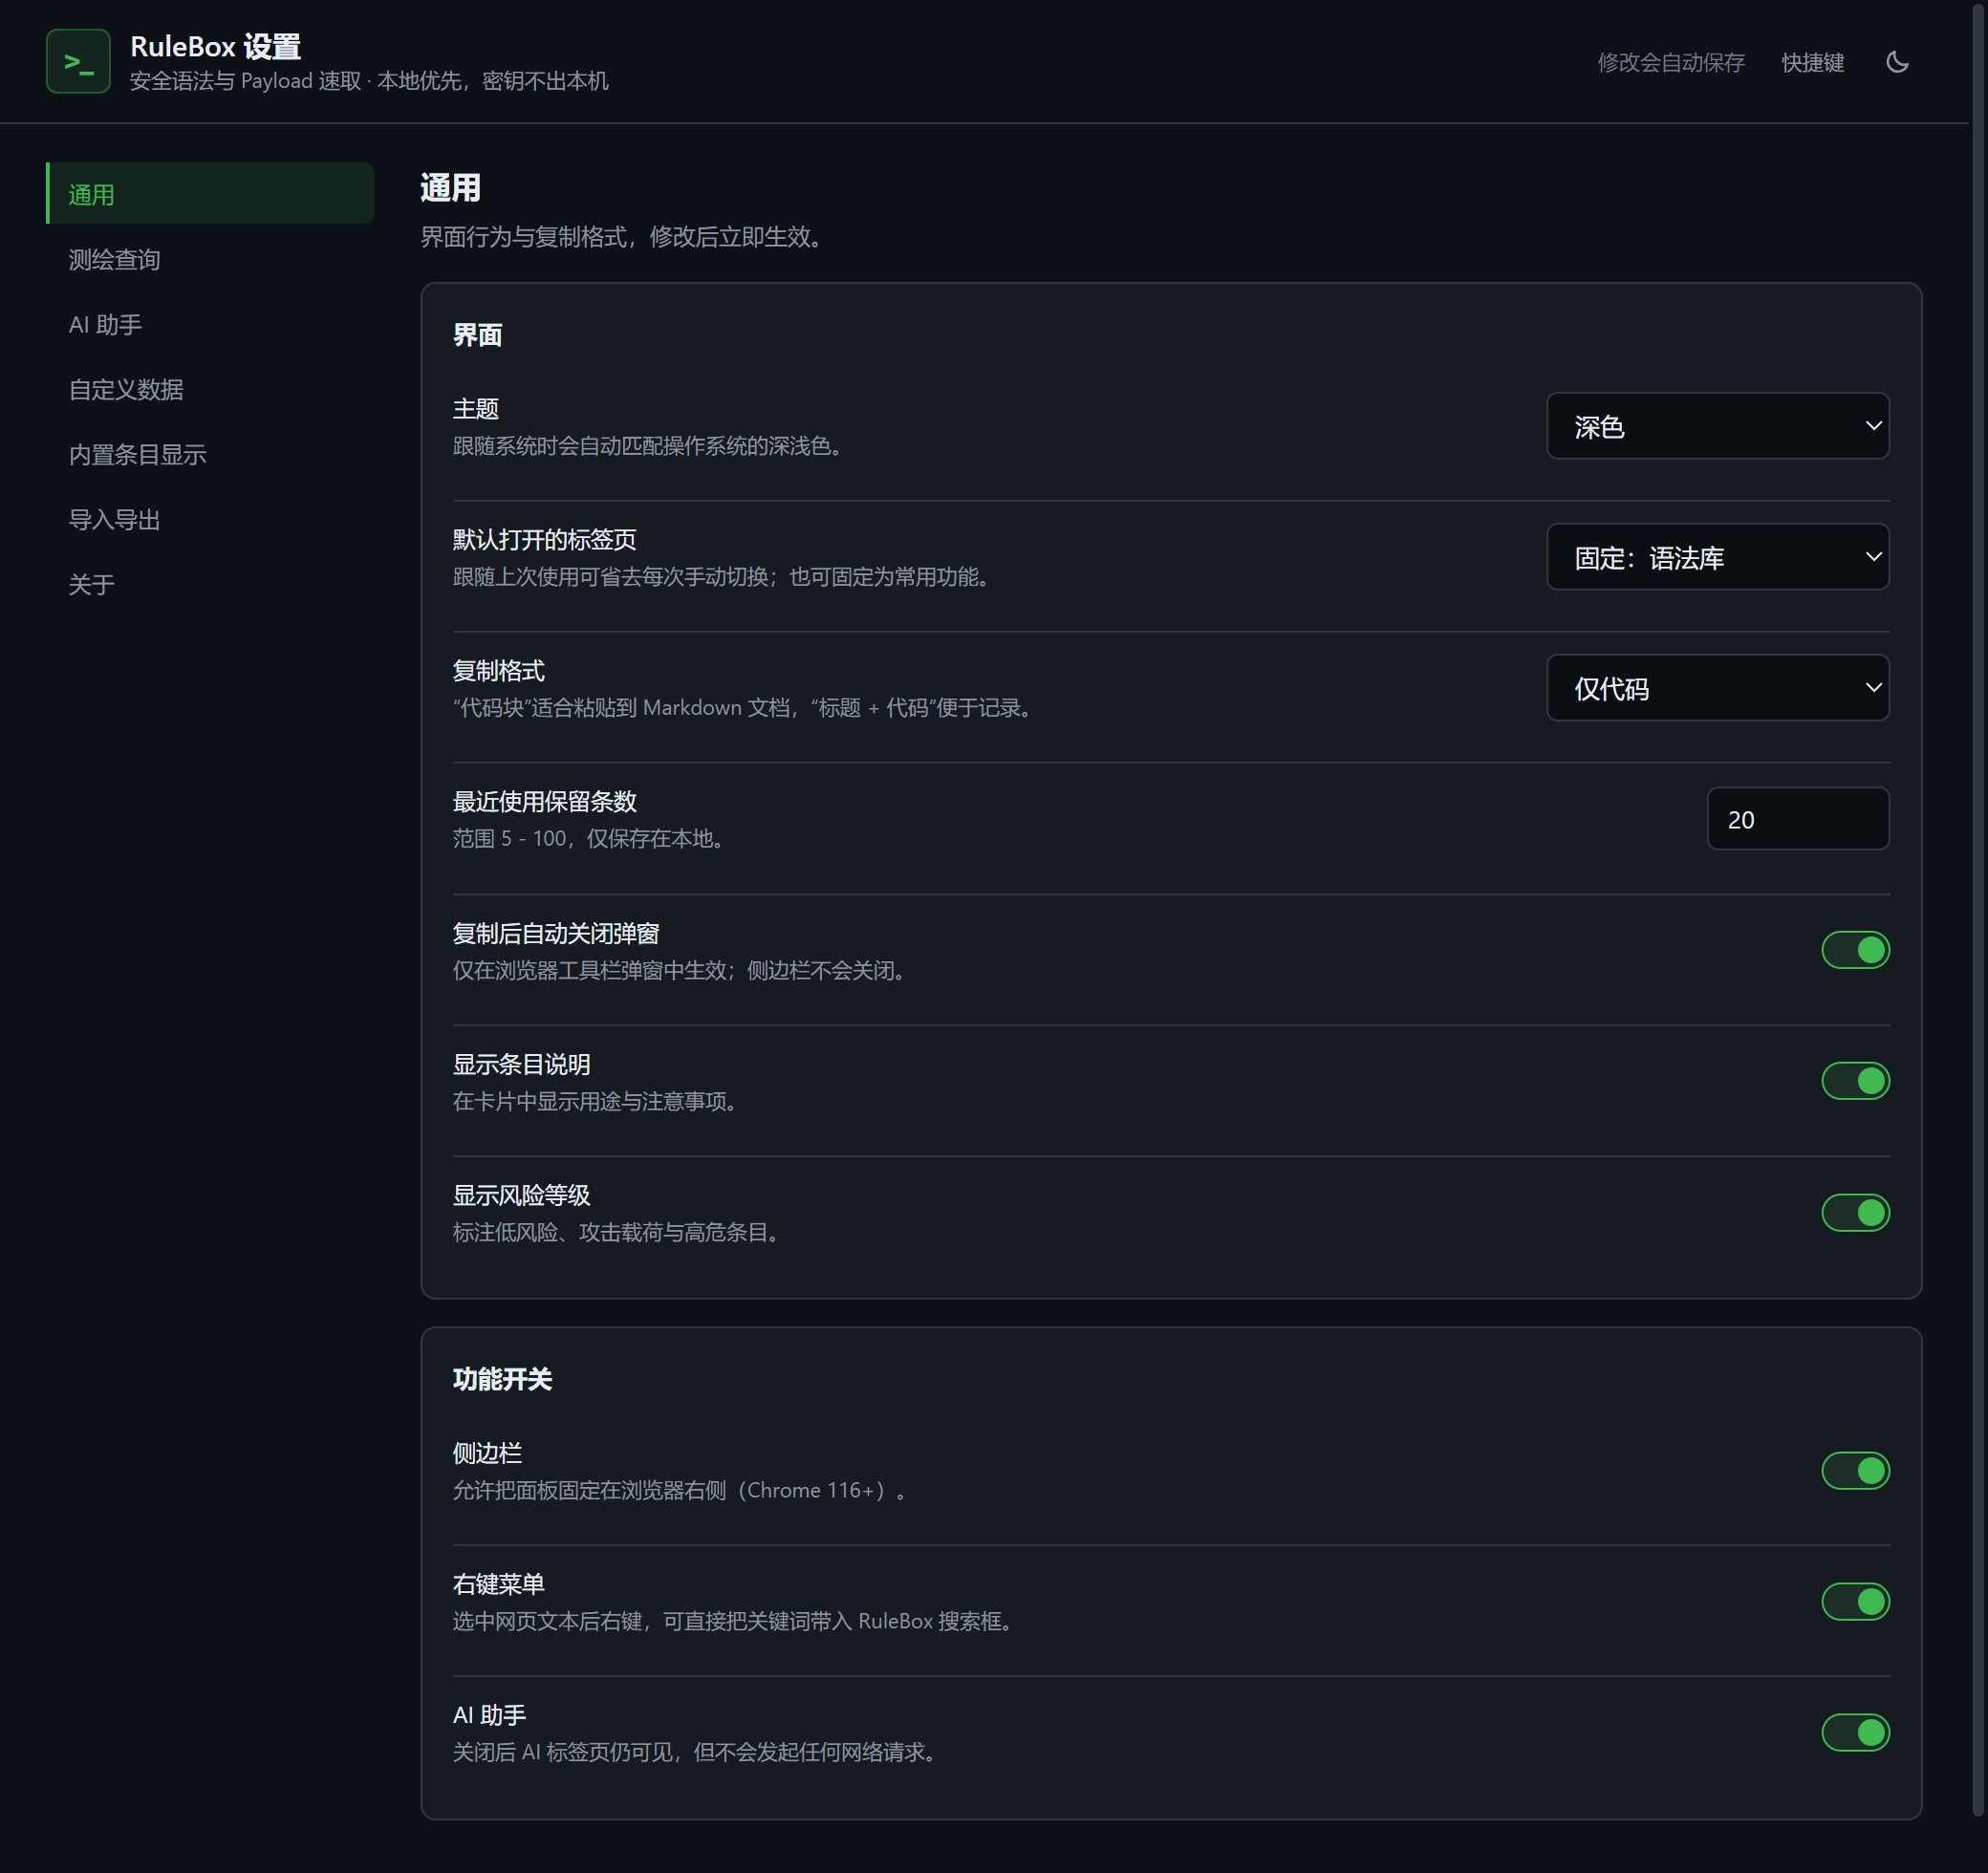 >_
RuleBox 设置
安全语法与 Payload 速取 · 本地优先，密钥不出本机
修改会自动保存
快捷键
通用
测绘查询
AI 助手
自定义数据
内置条目显示
导入导出
关于
通用
界面行为与复制格式，修改后立即生效。
界面
主题
跟随系统时会自动匹配操作系统的深浅色。
深色
默认打开的标签页
跟随上次使用可省去每次手动切换；也可固定为常用功能。
固定：语法库
复制格式
“代码块”适合粘贴到 Markdown 文档，“标题 + 代码”便于记录。
仅代码
最近使用保留条数
范围 5 - 100，仅保存在本地。
20
复制后自动关闭弹窗
仅在浏览器工具栏弹窗中生效；侧边栏不会关闭。
显示条目说明
在卡片中显示用途与注意事项。
显示风险等级
标注低风险、攻击载荷与高危条目。
功能开关
侧边栏
允许把面板固定在浏览器右侧（Chrome 116+）。
右键菜单
选中网页文本后右键，可直接把关键词带入 RuleBox 搜索框。
AI 助手
关闭后 AI 标签页仍可见，但不会发起任何网络请求。